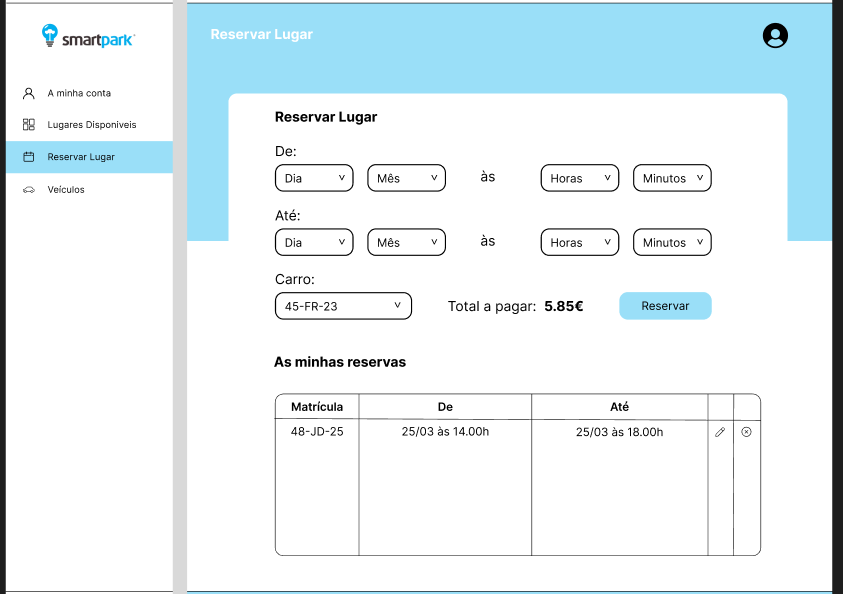 smartpark
A minha conta
Lugares Disponiveis
Reservar Lugar
Veículos
Reservar Lugar
Reservar Lugar
De:
Dia Mês às Horas Minutos
Até:
Dia Mês às Horas Minutos
Carro:
45-FR-23 Total a pagar: 5.85€ Reservar
As minhas reservas
Matrícula De Até
48-JD-25 25/03 às 14.00h 25/03 às 18.00h